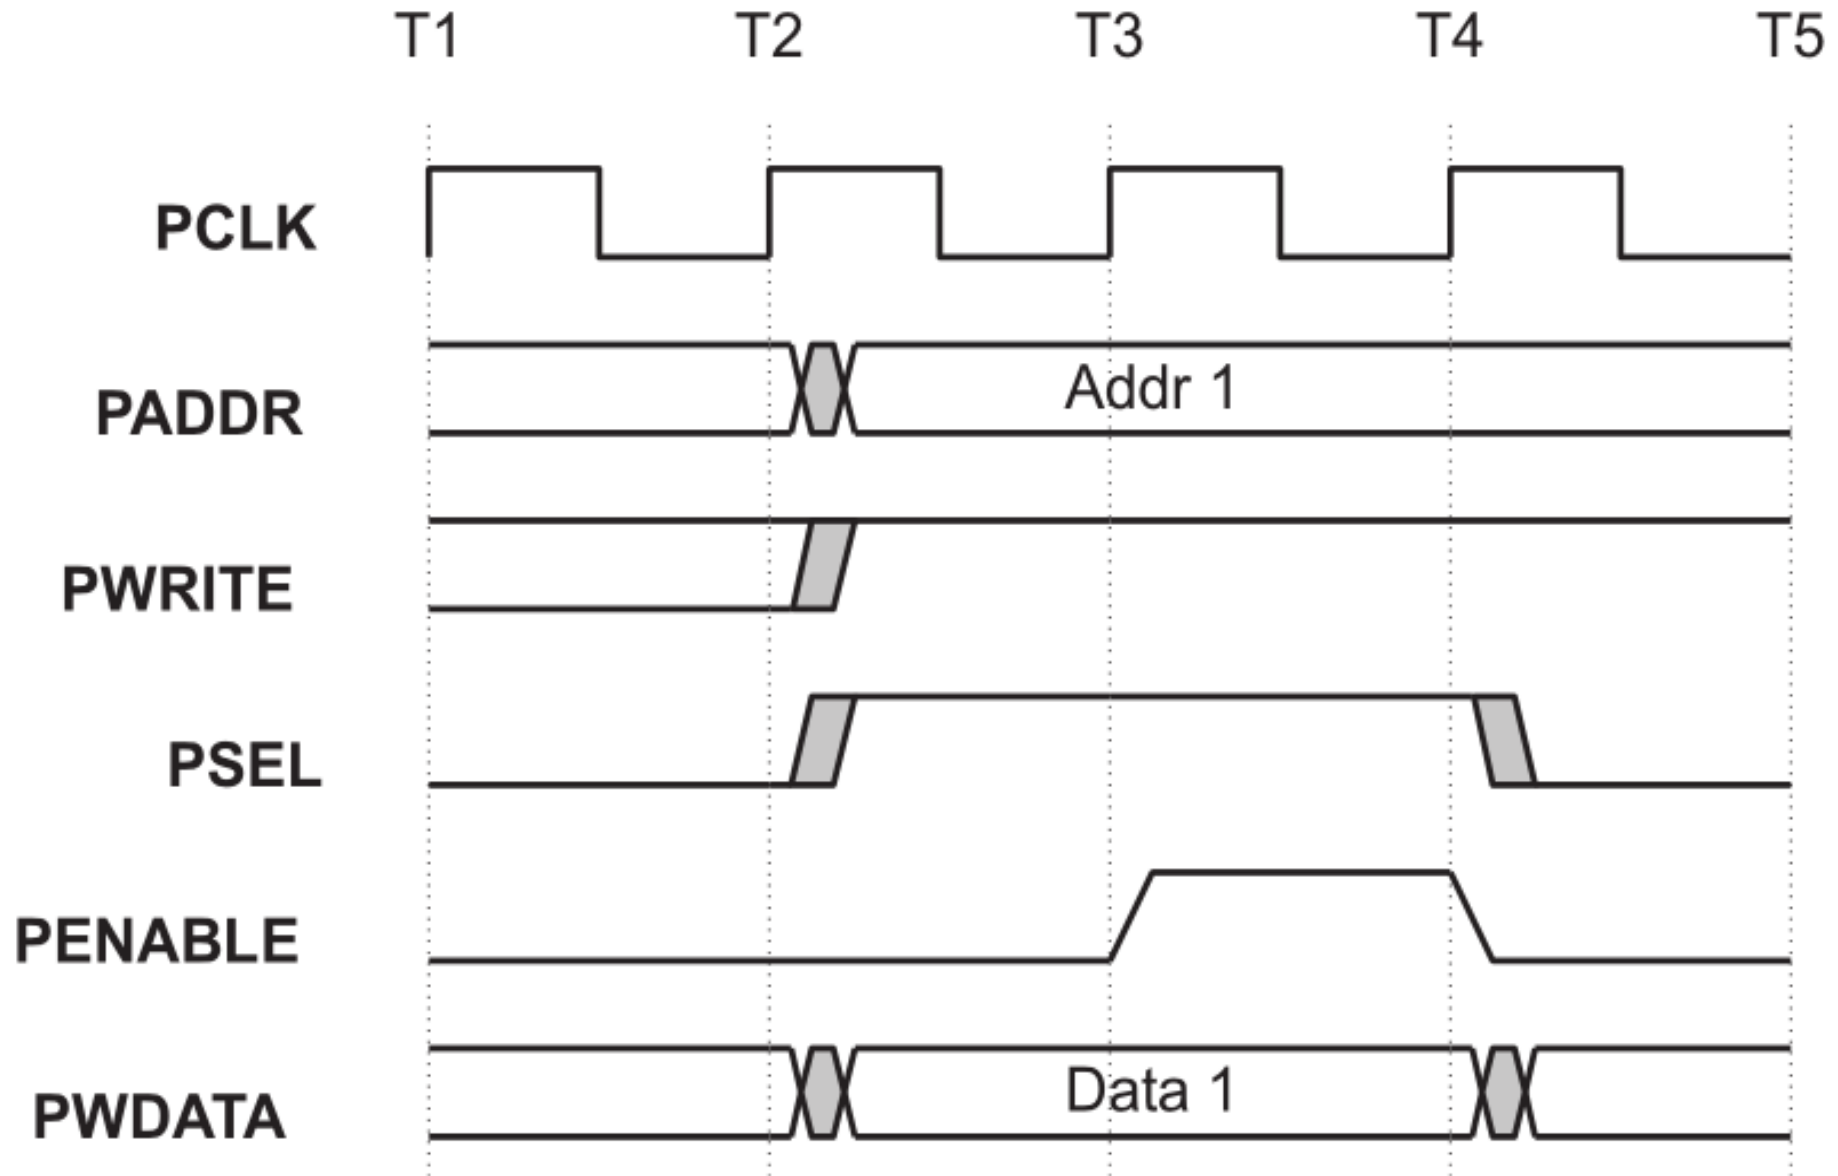 T1 T2 T3 T4 T5
PCLK
PADDR Addr 1
PWRITE
PSEL
PENABLE
PWDATA Data 1